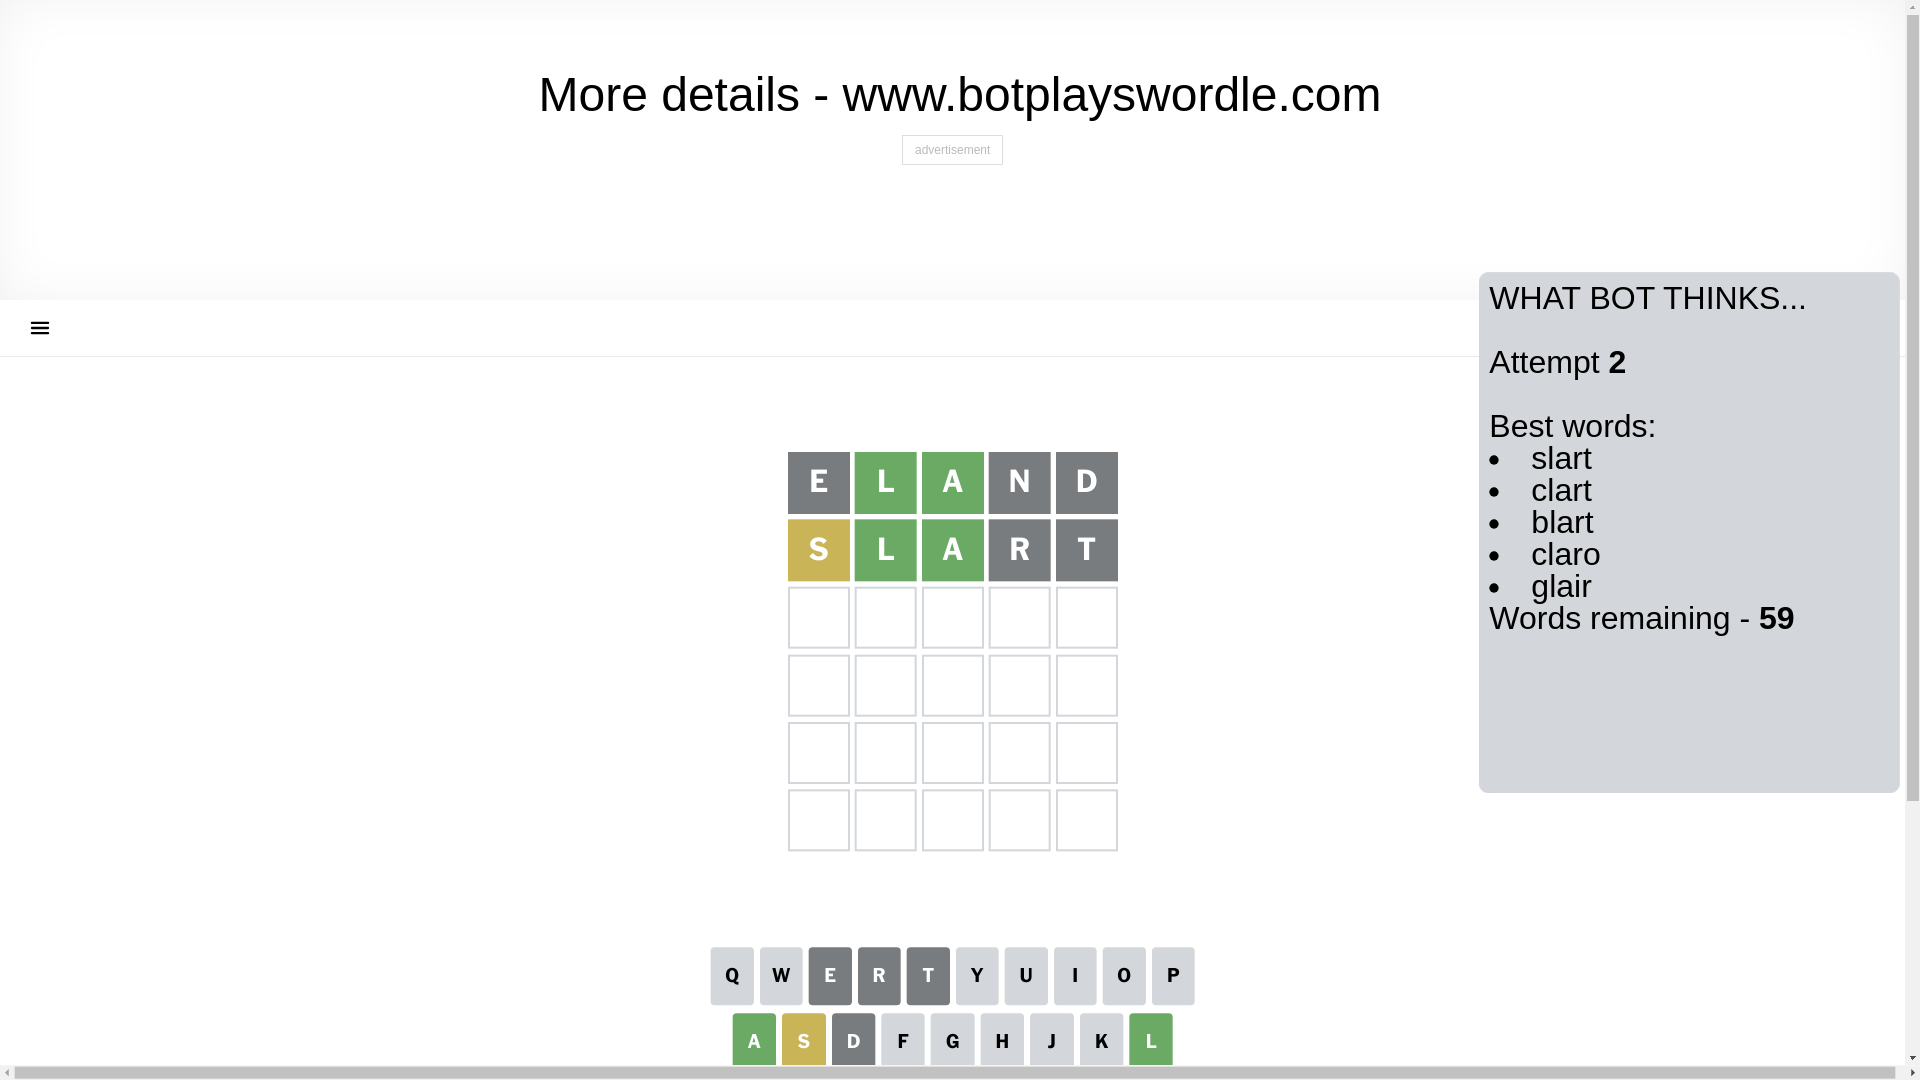 More details - www.botplayswordle.com
advertisement
WHAT BOT THINKS...
Attempt 2
Best words:
• slart
• clart
• blart
• claro
• glair
Words remaining - 59
E L A N D
S L A R T
Q W E R T Y U I O P
A S D F G H J K L